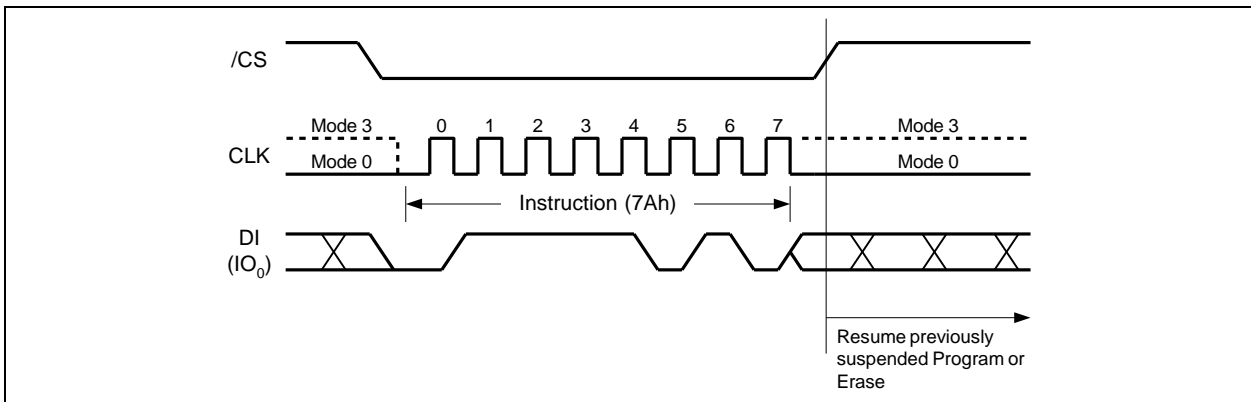 /CS
Mode 3
0 1 2 3 4 5 6 7
Mode 3
CLK
Mode 0
Mode 0
Instruction (7Ah)
DI
(IO0)
Resume previously
suspended Program or
Erase